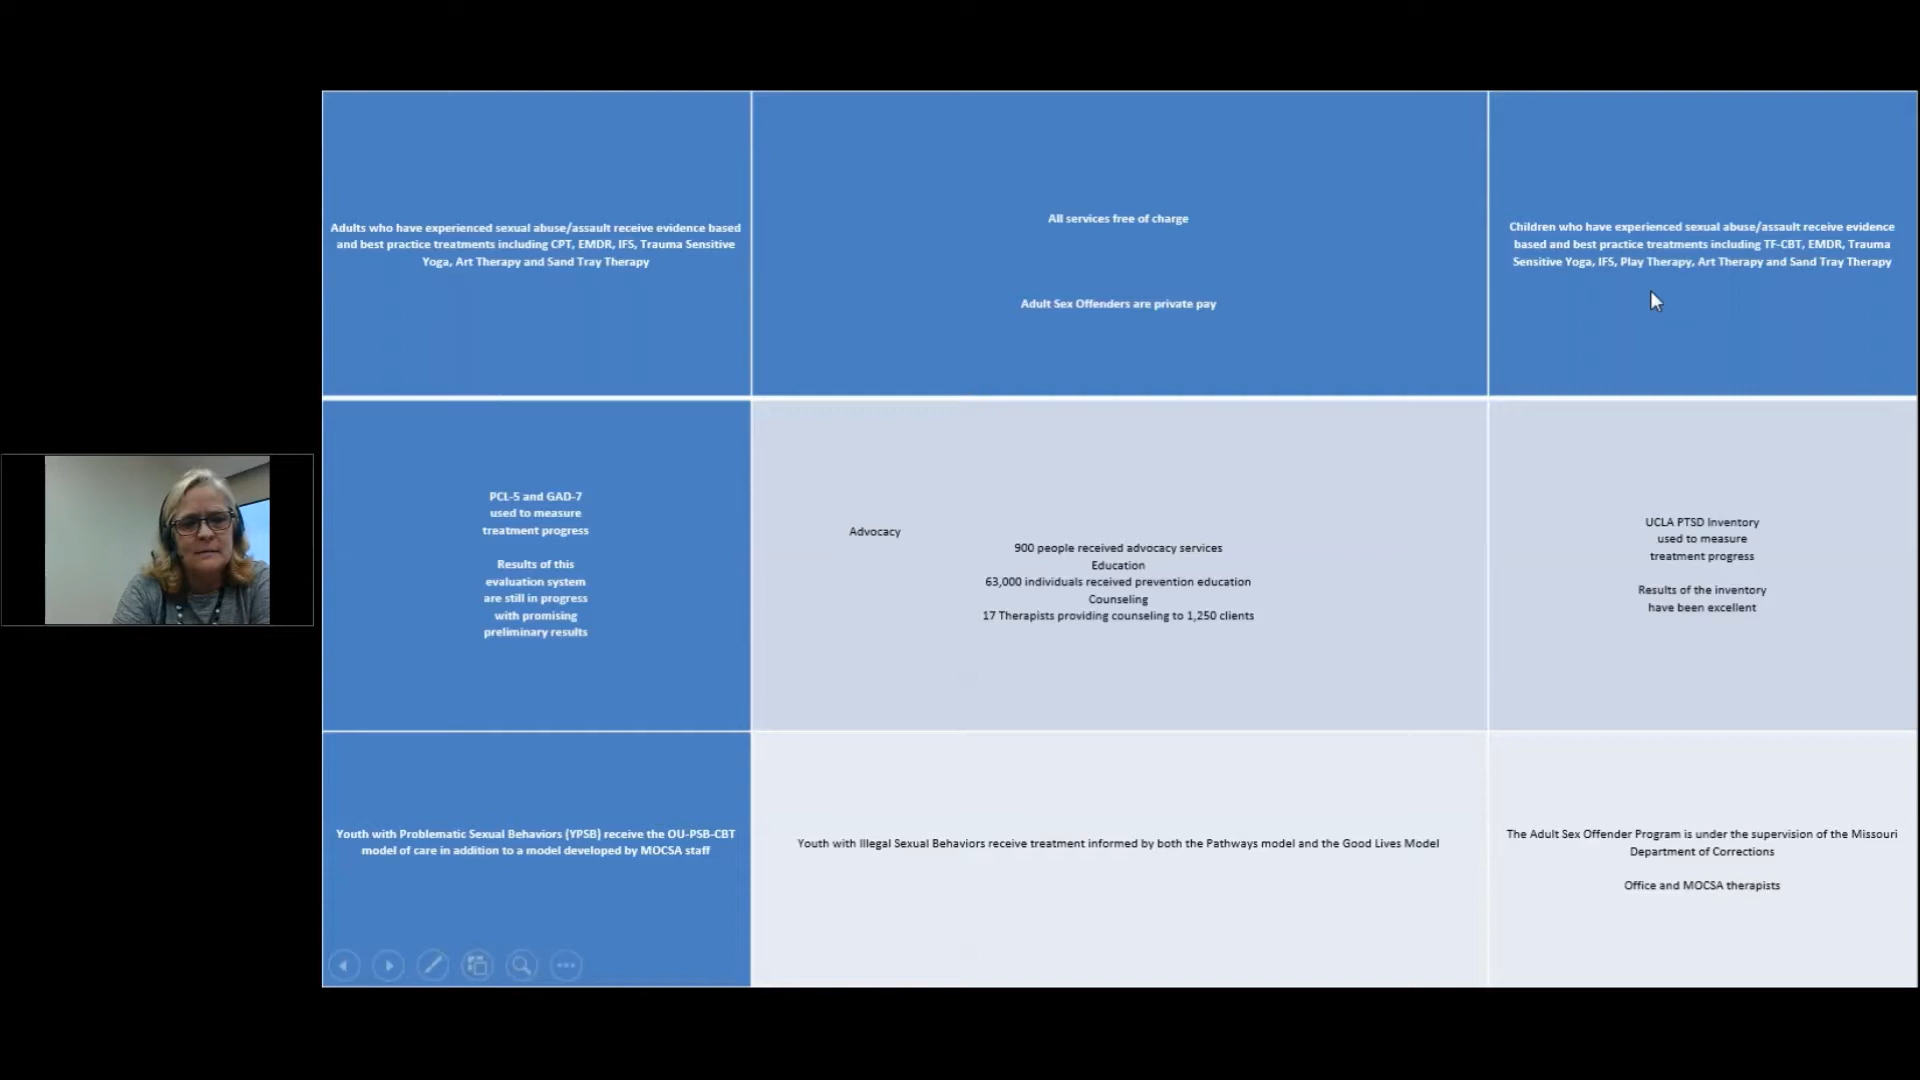 Adults who have experienced sexual abuse/assault receive evidence based
and best practice treatments including CPT, EMDR, IFS, Trauma Sensitive
Yoga, Art Therapy and Sand Tray Therapy
All services free of charge
Adult Sex Offenders are private pay
Children who have experienced sexual abuse/assault receive evidence
based and best practice treatments including TF-CBT, EMDR, Trauma
Sensitive Yoga, IFS, Play Therapy, Art Therapy and Sand Tray Therapy
PCL-5 and GAD-7
used to measure
treatment progress
Results of this
evaluation system
are still in progress
with promising
preliminary results
Advocacy
900 people received advocacy services
Education
63,000 individuals received prevention education
Counseling
17 Therapists providing counseling to 1,250 clients
UCLA PTSD Inventory
used to measure
treatment progress
Results of the inventory
have been excellent
Youth with Problematic Sexual Behaviors (YPSB) receive the OU-PSB-CBT
model of care in addition to a model developed by MOCSA staff
Youth with Illegal Sexual Behaviors receive treatment informed by both the Pathways model and the Good Lives Model
The Adult Sex Offender Program is under the supervision of the Missouri
Department of Corrections
Office and MOCSA therapists